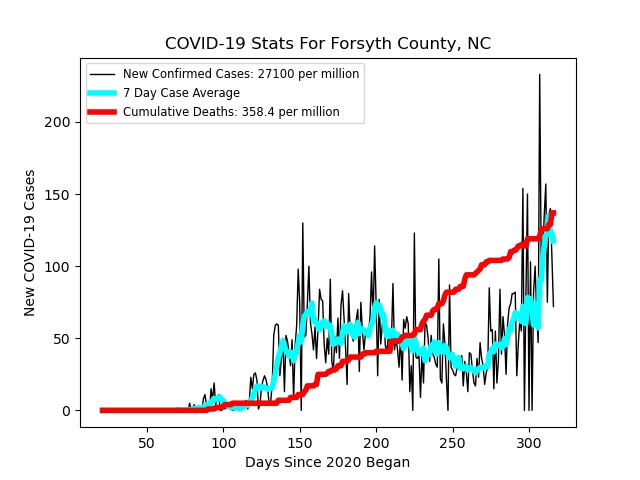 COVID-19 Stats For Forsyth County, NC
New Confirmed Cases: 27100 per million
7 Day Case Average
Cumulative Deaths: 358.4 per million
New COVID-19 Cases
200
150
100
50
0
50 100 150 200 250 300
Days Since 2020 Began